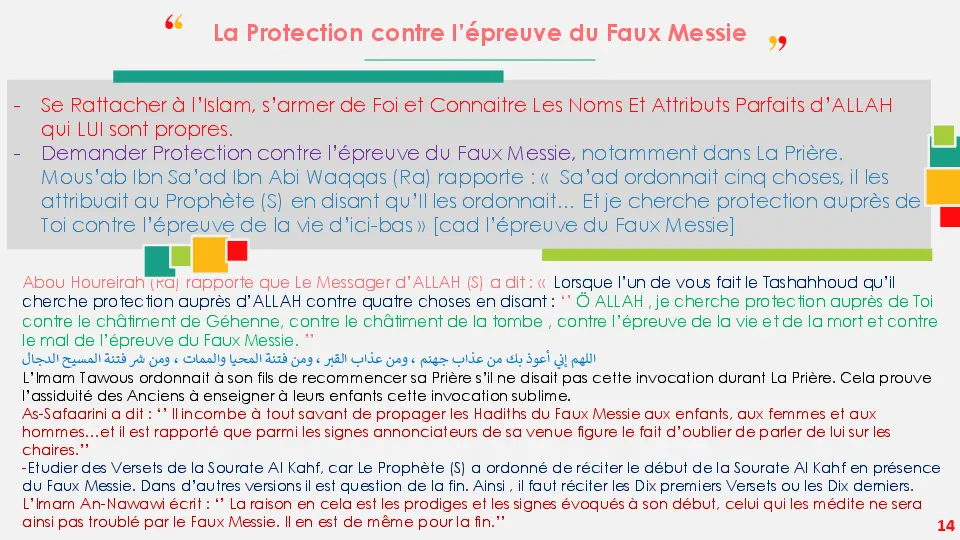 “ La Protection contre l’épreuve du Faux Messie ”
- Se Rattacher à l’Islam, s’armer de Foi et Connaitre Les Noms Et Attributs Parfaits d’ALLAH
qui LUI sont propres.
- Demander Protection contre l’épreuve du Faux Messie, notamment dans La Prière.
Mous’ab Ibn Sa’ad Ibn Abi Waqqas (Ra) rapporte : « Sa’ad ordonnait cinq choses, il les
attribuait au Prophète (S) en disant qu’Il les ordonnait… Et je cherche protection auprès de
Toi contre l’épreuve de la vie d’ici-bas » [cad l’épreuve du Faux Messie]
Abou Houreirah (Ra) rapporte que Le Messager d’ALLAH (S) a dit : « Lorsque l’un de vous fait le Tashahhoud qu’il
cherche protection auprès d’ALLAH contre quatre choses en disant : ‘’ Ö ALLAH , je cherche protection auprès de Toi
contre le châtiment de Géhenne, contre le châtiment de la tombe , contre l’épreuve de la vie et de la mort et contre
le mal de l’épreuve du Faux Messie. ’’
اللهم إني أعوذ بك من عذاب جهنم ، ومن عذاب القبر ، ومن فتنة المحيا والممات ، ومن شر فتنة المسيح الدجال
L’Imam Tawous ordonnait à son fils de recommencer sa Prière s’il ne disait pas cette invocation durant La Prière. Cela prouve
l’assiduité des Anciens à enseigner à leurs enfants cette invocation sublime.
As-Safaarini a dit : ‘’ Il incombe à tout savant de propager les Hadiths du Faux Messie aux enfants, aux femmes et aux
hommes…et il est rapporté que parmi les signes annonciateurs de sa venue figure le fait d’oublier de parler de lui sur les
chaires.’’
-Etudier des Versets de la Sourate Al Kahf, car Le Prophète (S) a ordonné de réciter le début de la Sourate Al Kahf en présence
du Faux Messie. Dans d’autres versions il est question de la fin. Ainsi , il faut réciter les Dix premiers Versets ou les Dix derniers.
L’Imam An-Nawawi écrit : ‘’ La raison en cela est les prodiges et les signes évoqués à son début, celui qui les médite ne sera
ainsi pas troublé par le Faux Messie. Il en est de même pour la fin.’’
14